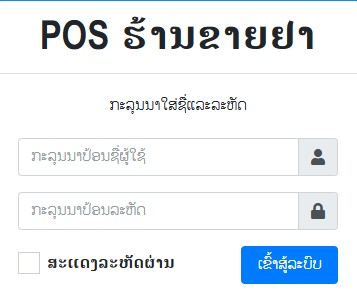 POS ຮ້ານຂາຍຢາ
ກະລຸນນາໃສ່ຊື່ແລະລະຫັດ
ກະລຸນນາປ້ອນຊື່ຜູ້ໃຊ້
ກະລຸນນາປ້ອນລະຫັດ
ສະແດງລະຫັດຜ່ານ
ເຂົ້າສູ້ລະບົບ